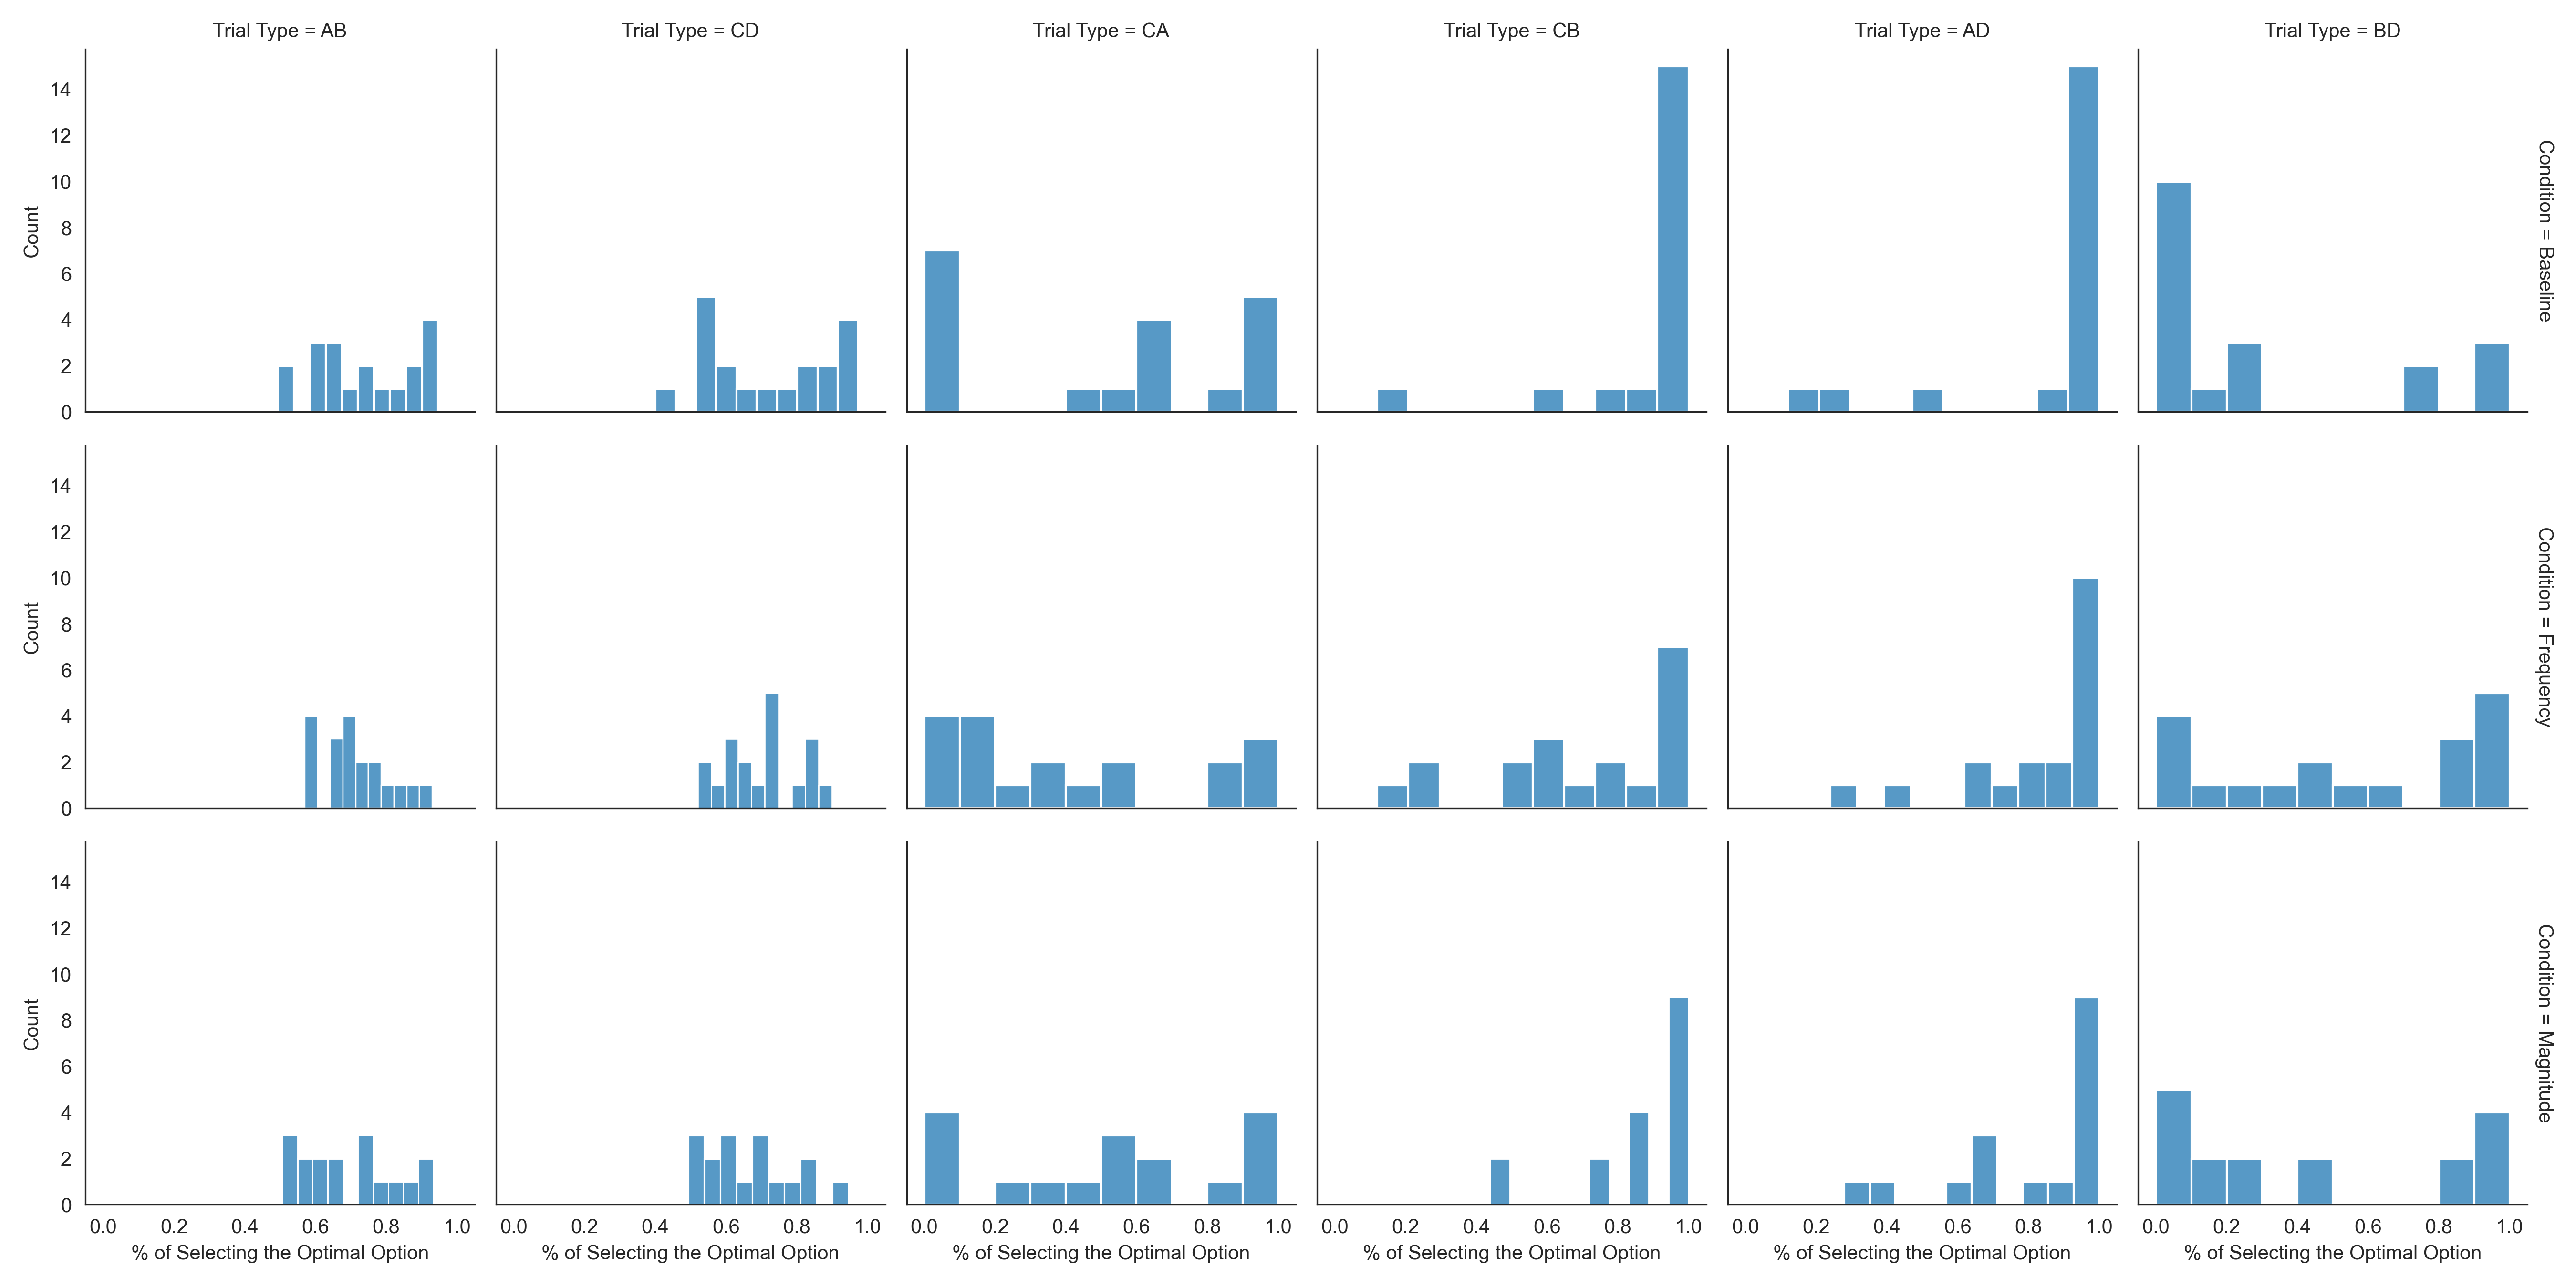 Trial Type = AB
Trial Type = CD
Trial Type = CA
Trial Type = CB
Trial Type = AD
Trial Type = BD
14
12
10
8
6
4
2
0
Count
Condition = Baseline
14
12
10
8
6
4
2
0
Count
Condition = Frequency
14
12
10
8
6
4
2
0
Count
Condition = Magnitude
0.0 0.2 0.4 0.6 0.8 1.0
0.0 0.2 0.4 0.6 0.8 1.0
0.0 0.2 0.4 0.6 0.8 1.0
0.0 0.2 0.4 0.6 0.8 1.0
0.0 0.2 0.4 0.6 0.8 1.0
0.0 0.2 0.4 0.6 0.8 1.0
% of Selecting the Optimal Option
% of Selecting the Optimal Option
% of Selecting the Optimal Option
% of Selecting the Optimal Option
% of Selecting the Optimal Option
% of Selecting the Optimal Option